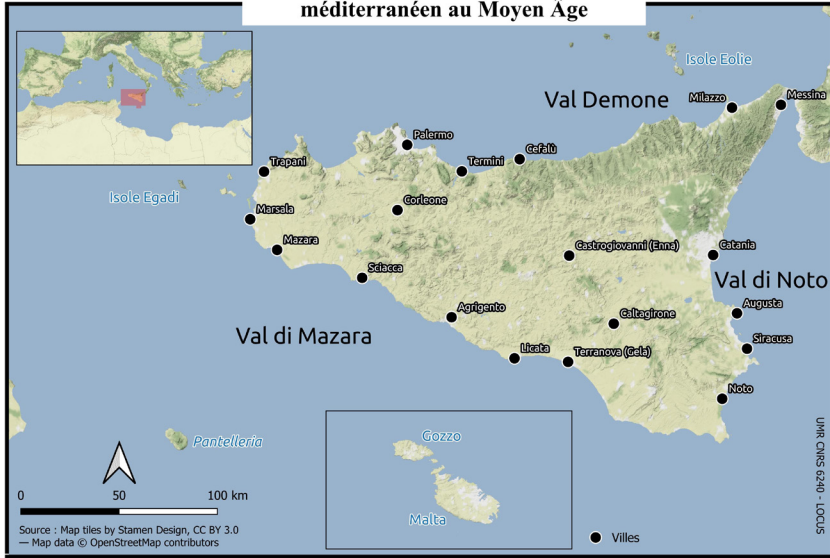 méditerranéen au Moyen Âge
Isole Eolie
Val Demone
Milazzo
Messina
Palermo
Trapani
Termini
Cefalù
Isole Egadi
Corleone
Marsala
Mazara
Castrogiovanni (Enna)
Catania
Sciacca
Val di Noto
Agrigento
Caltagirone
Augusta
Val di Mazara
Licata
Terranova (Gela)
Siracusa
Noto
Gozzo
Pantelleria
Malta
0 50 100 km
Source : Map tiles by Stamen Design, CC BY 3.0
— Map data © OpenStreetMap contributors
Villes
UMR CNRS 6240 - LOCUS